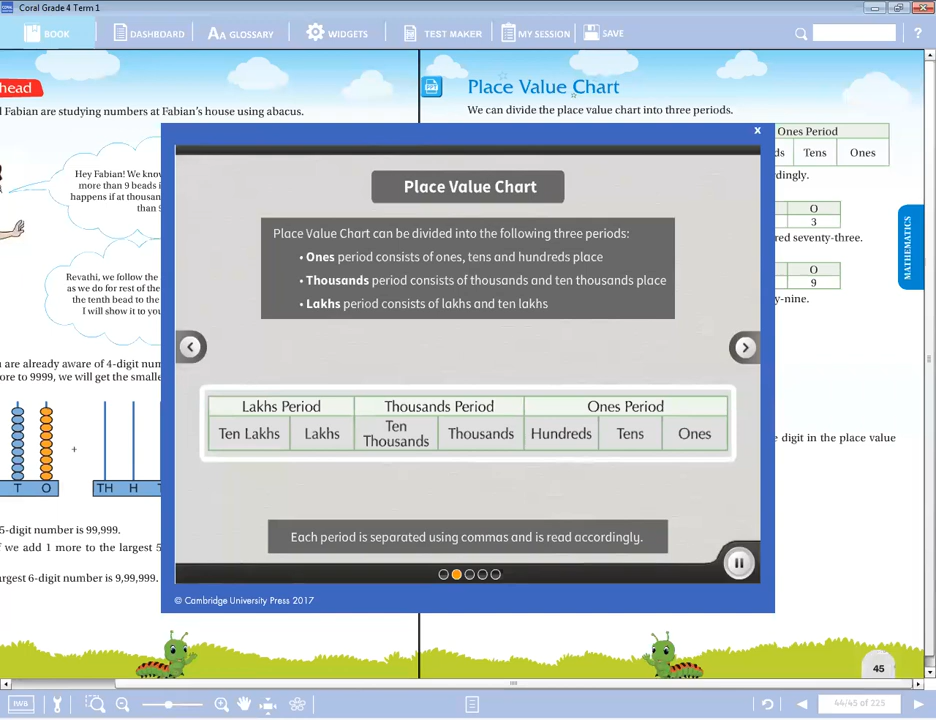 Coral Grade 4 Term 1
BOOK
DASHBOARD
AA GLOSSARY
WIDGETS
TEST MAKER
MY SESSION
SAVE
?
head
Fabian are studying numbers at Fabian's house using abacus.
Hey Fabian! We know
more than 9 beads i
happens if at thousan
than 9
Revathi, we follow the
as we do for rest of the
the tenth bead to the
I will show it to you
are already aware of 4-digit num
ore to 9999, we will get the smalle
T O
+
TH H
5-digit number is 99,999.
f we add 1 more to the largest 5
rgest 6-digit number is 9,99,999.
Place Value Chart
We can divide the place value chart into three periods.
Ones Period
ds Tens Ones
rdingly.
O
3
red seventy-three.
O
9
y-nine.
e digit in the place value
MATHEMATICS
x
Place Value Chart
Place Value Chart can be divided into the following three periods:
• Ones period consists of ones, tens and hundreds place
• Thousands period consists of thousands and ten thousands place
• Lakhs period consists of lakhs and ten lakhs
Lakhs Period Thousands Period Ones Period
Ten Lakhs Lakhs Ten Thousands Thousands Hundreds Tens Ones
Each period is separated using commas and is read accordingly.
© Cambridge University Press 2017
45
IWB
44/45 of 225